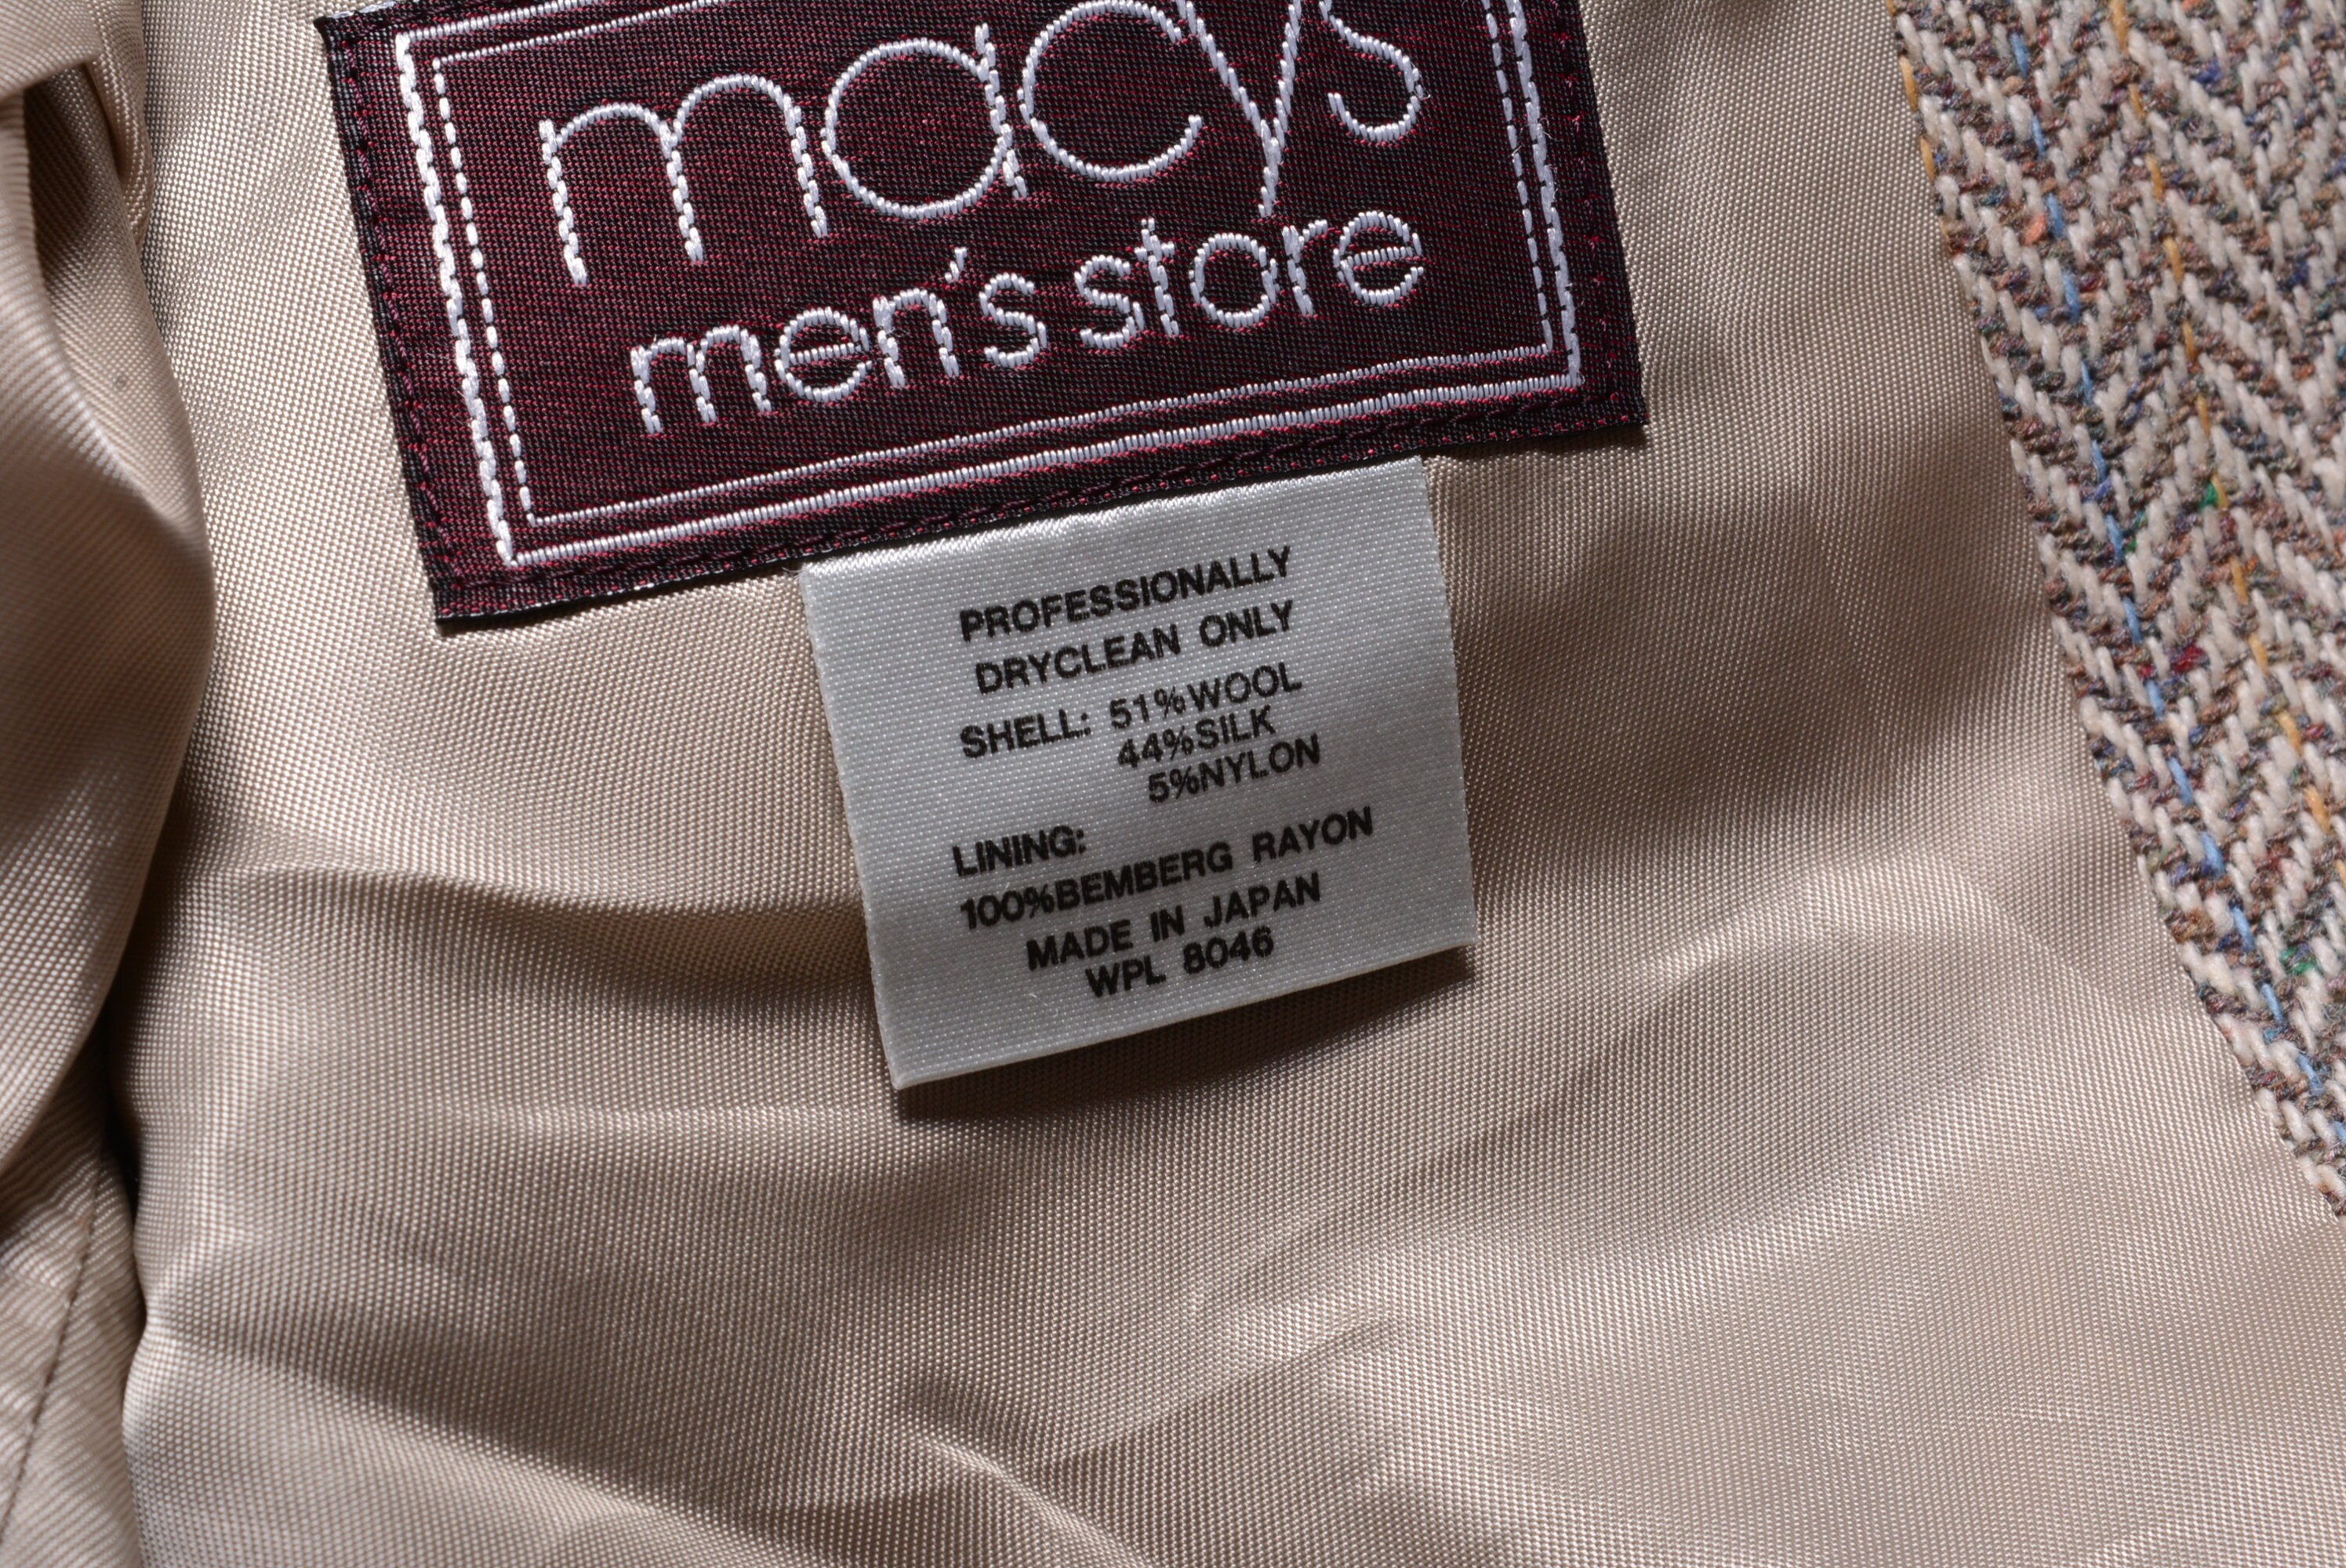 macys
men's store
PROFESSIONALLY
DRYCLEAN ONLY
SHELL: 51%WOOL
44%SILK
5%NYLON
LINING:
100%BEMBERG RAYON
MADE IN JAPAN
WPL 8046